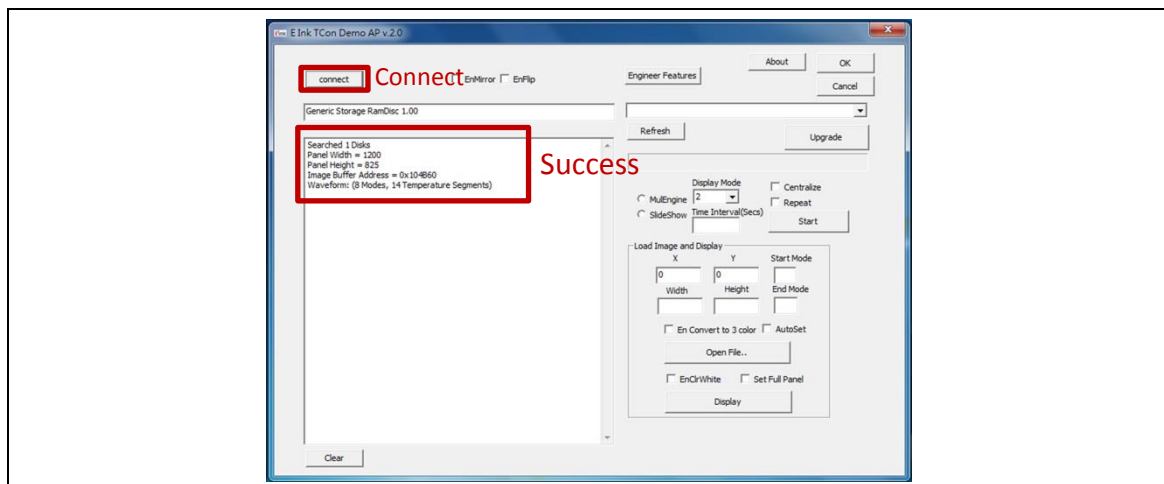 E Ink TCon Demo AP v.2.0
connect
Connect
EnMirror
EnFlip
Engineer Features
About
OK
Cancel
Generic Storage RamDisc 1.00
Refresh
Upgrade
Searched 1 Disks
Panel Width = 1200
Panel Height = 825
Image Buffer Address = 0x104B60
Waveform: (8 Modes, 14 Temperature Segments)
Success
Display Mode
MulEngine
2
Centralize
Repeat
SlideShow
Time Interval(Secs)
Start
Load Image and Display
X
Y
Start Mode
0
0
Width
Height
End Mode
En Convert to 3 color
AutoSet
Open File..
EnClrWhite
Set Full Panel
Display
Clear